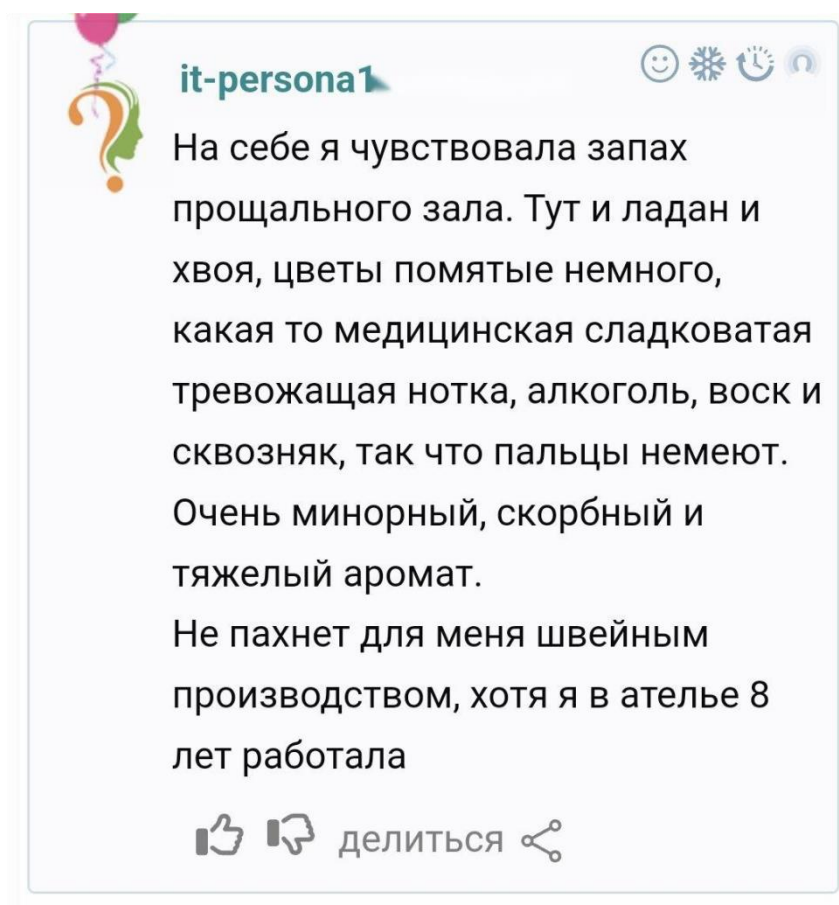 it-persona1
На себе я чувствовала запах
прощального зала. Тут и ладан и
хвоя, цветы помятые немного,
какая то медицинская сладковатая
тревожащая нотка, алкоголь, воск и
сквозняк, так что пальцы немеют.
Очень минорный, скорбный и
тяжелый аромат.
Не пахнет для меня швейным
производством, хотя я в ателье 8
лет работала
делиться